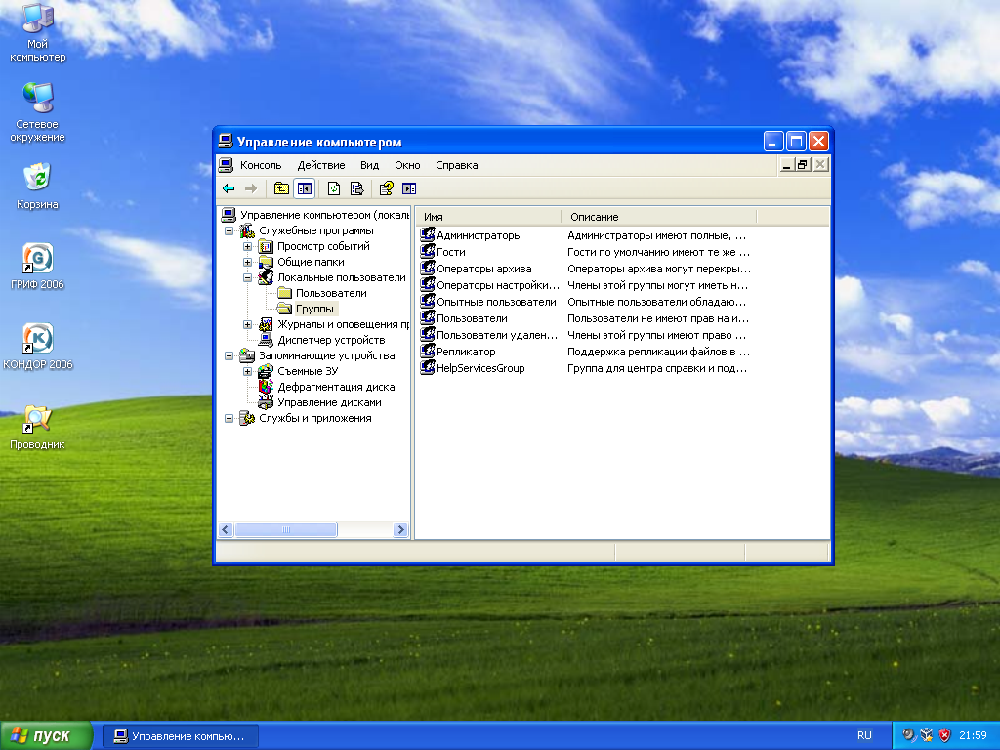 Мой
компьютер
Сетевое
окружение
Корзина
ГРИФ 2006
КОНДОР 2006
Проводник
Управление компьютером
Консоль Действие Вид Окно Справка
Управление компьютером (локаль
Служебные программы
Просмотр событий
Общие папки
Локальные пользователи
Пользователи
Группы
Журналы и оповещения пр
Диспетчер устройств
Запоминающие устройства
Съемные ЗУ
Дефрагментация диска
Управление дисками
Службы и приложения
Имя Описание
Администраторы Администраторы имеют полные, ...
Гости Гости по умолчанию имеют те же ...
Операторы архива Операторы архива могут перекры...
Операторы настройки... Члены этой группы могут иметь н...
Опытные пользователи Опытные пользователи обладаю...
Пользователи Пользователи не имеют прав на и...
Пользователи удален... Члены этой группы имеют право ...
Репликатор Поддержка репликации файлов в ...
HelpServicesGroup Группа для центра справки и под...
пуск Управление компью... RU 21:59